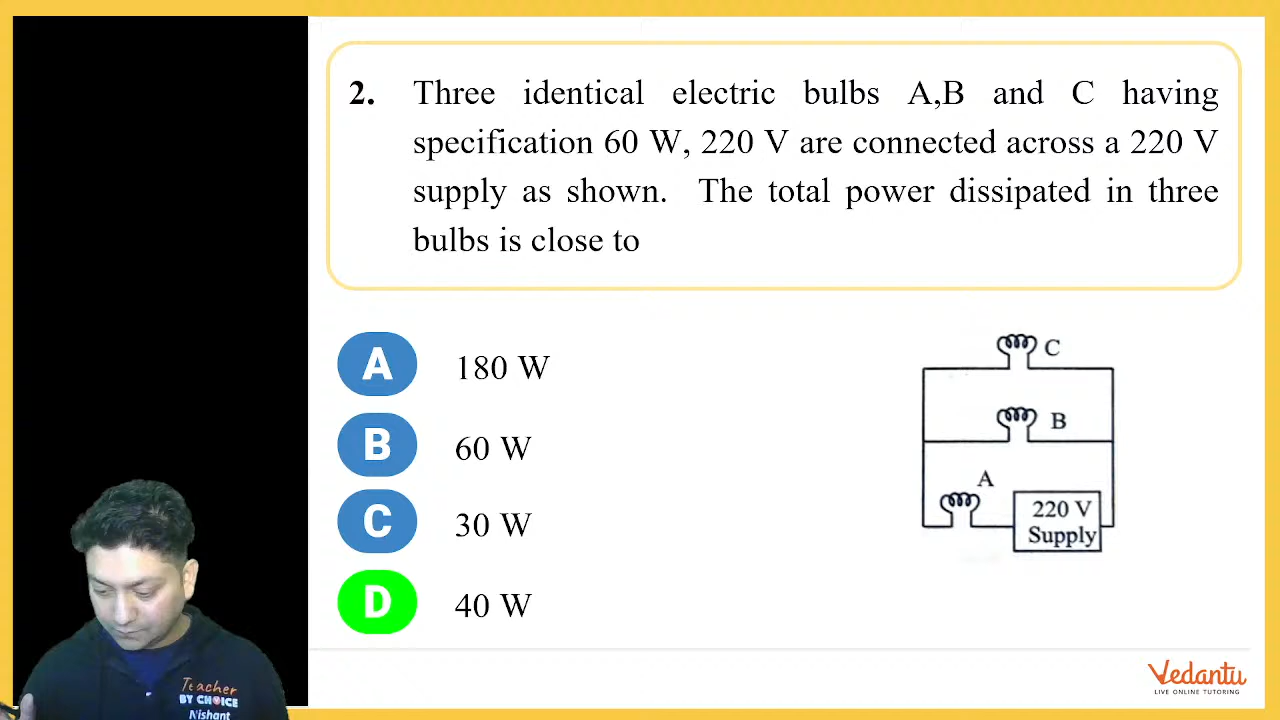 2. Three identical electric bulbs A,B and C having
specification 60 W, 220 V are connected across a 220 V
supply as shown. The total power dissipated in three
bulbs is close to
A 180 W
B 60 W
C 30 W
D 40 W
C
B
A
220 V
Supply
Teacher
BY CHOICE
Nishant
Vedantu
LIVE ONLINE TUTORING